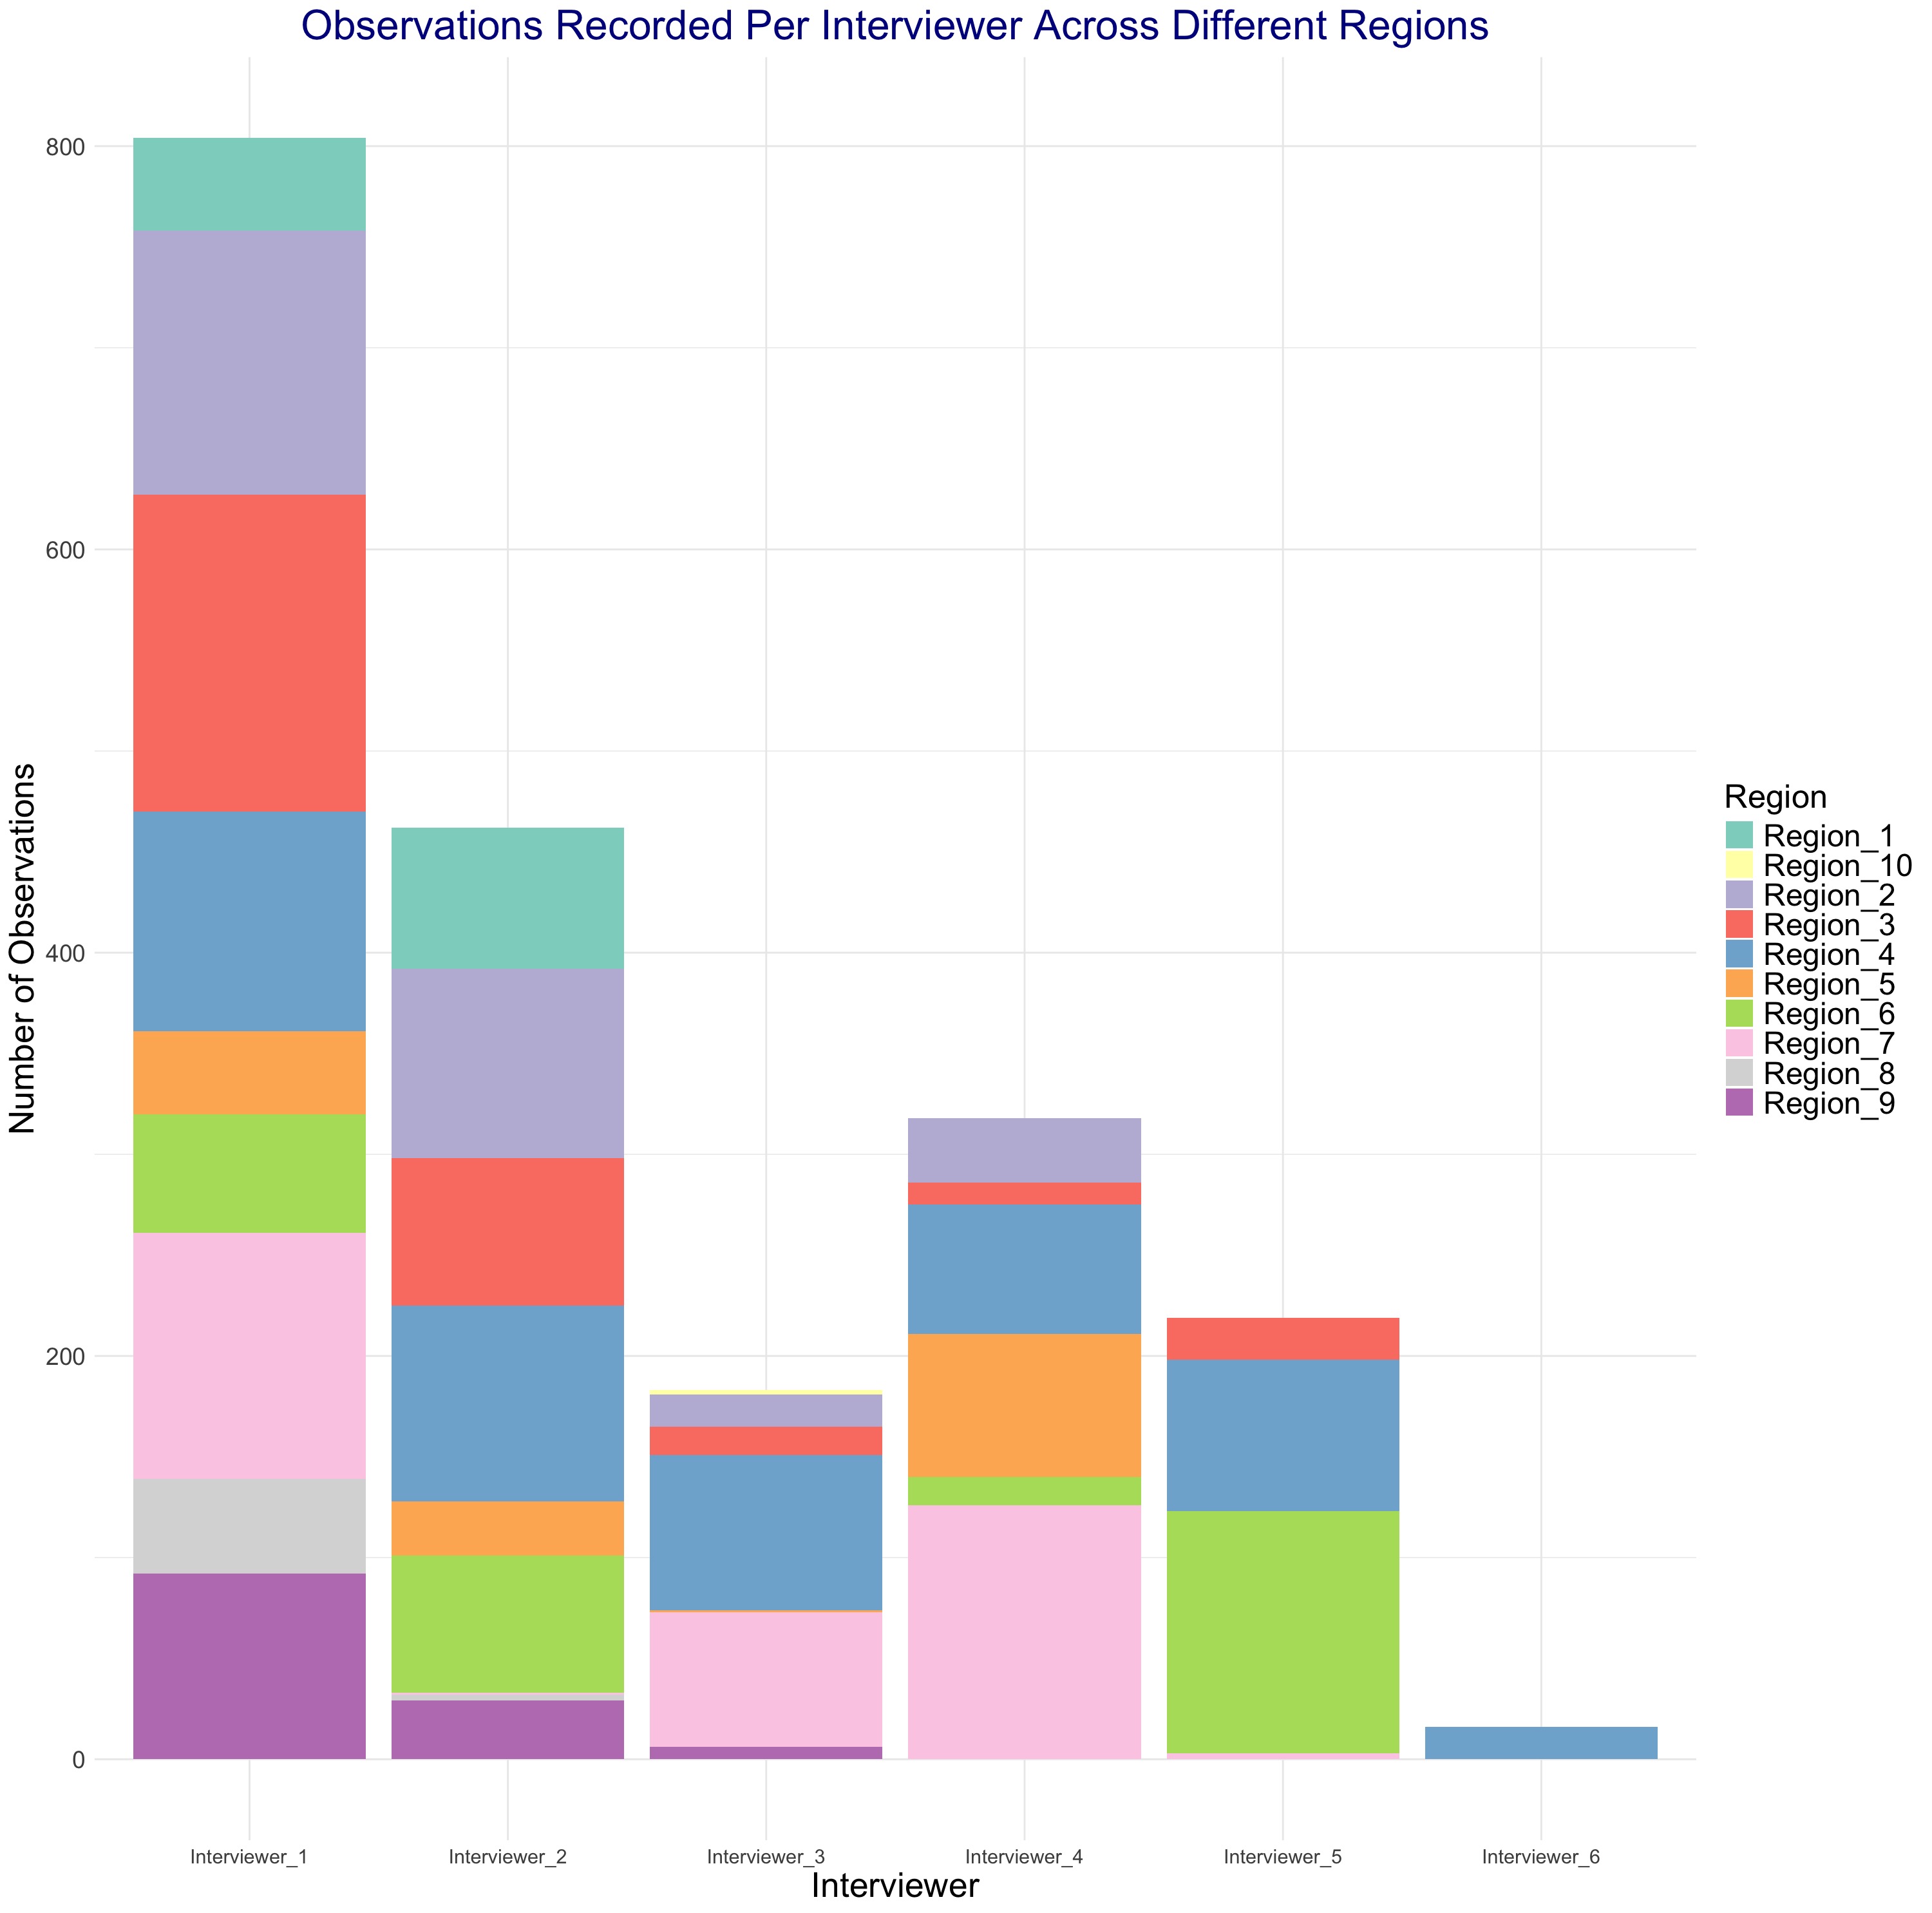 Observations Recorded Per Interviewer Across Different Regions
Number of Observations
800
600
400
200
0
Interviewer_1
Interviewer_2
Interviewer_3
Interviewer_4
Interviewer_5
Interviewer_6
Interviewer
Region
Region_1
Region_10
Region_2
Region_3
Region_4
Region_5
Region_6
Region_7
Region_8
Region_9